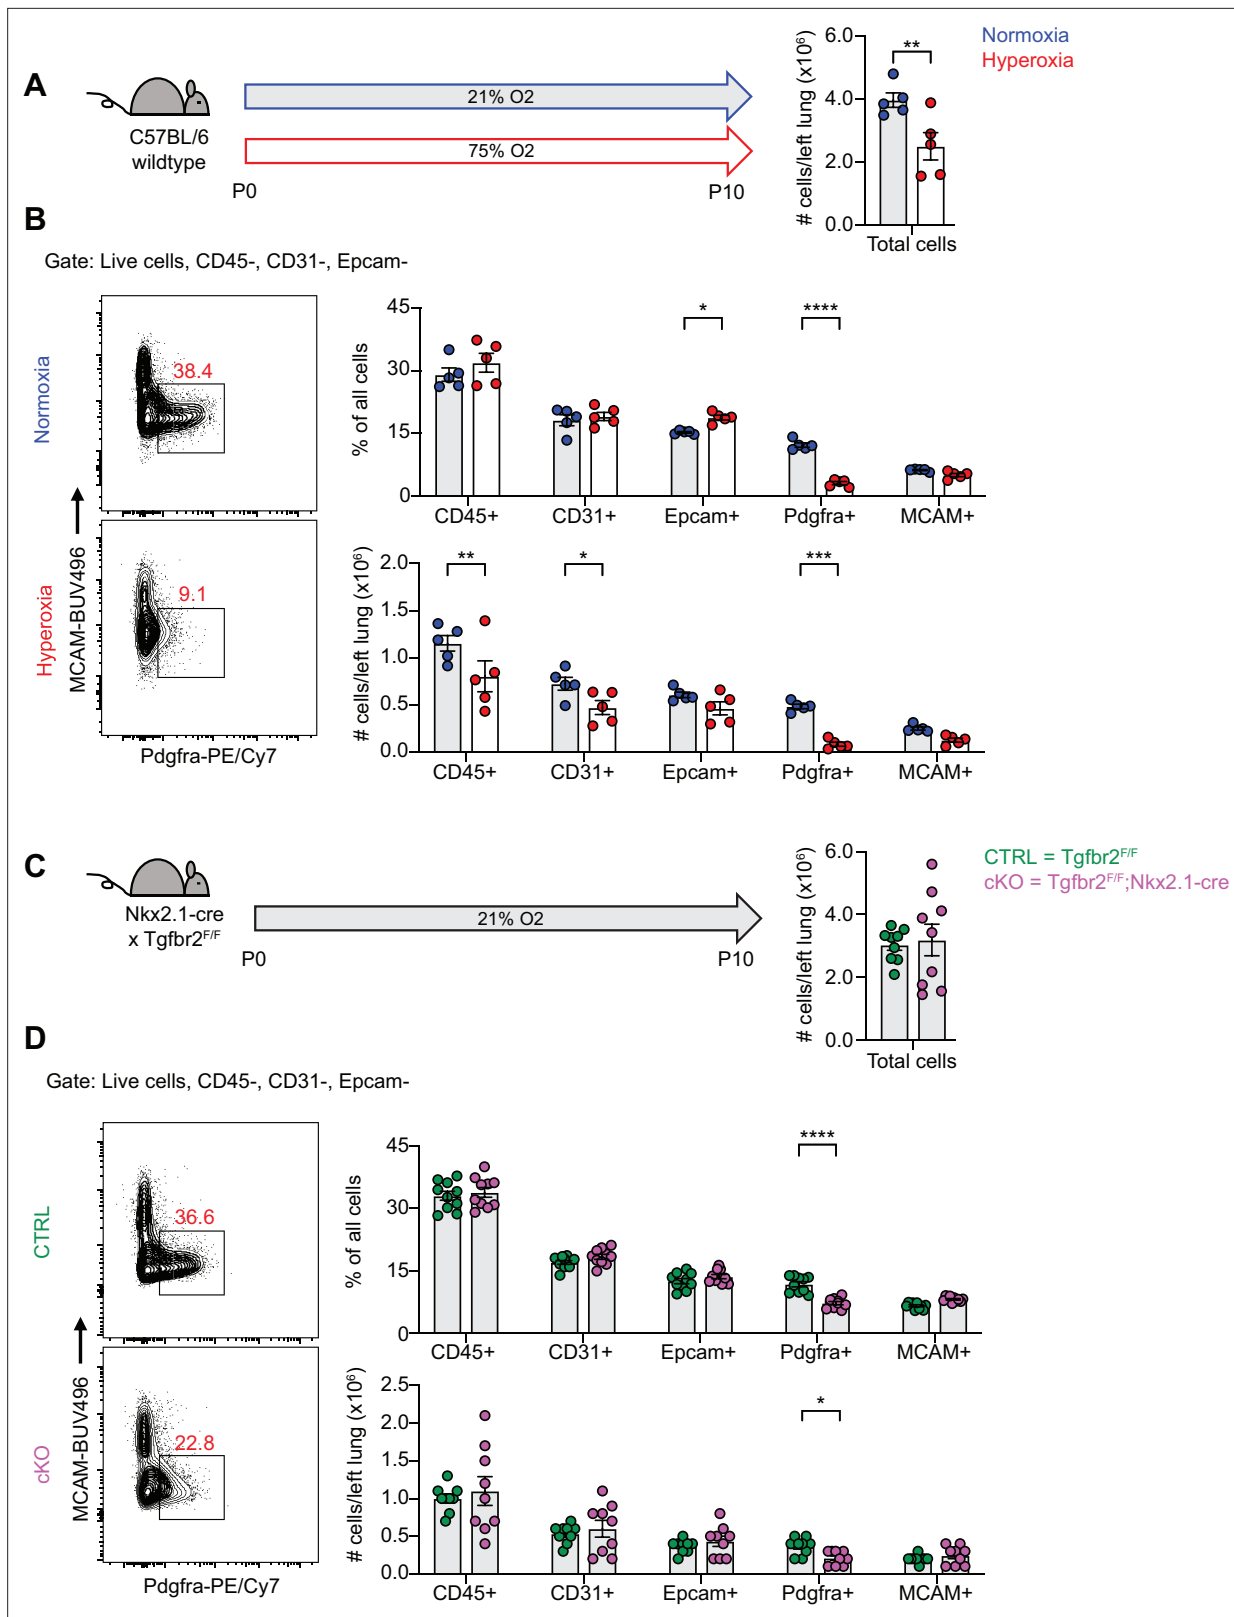 A
C57BL/6
wildtype
21% O2
75% O2
P0
P10
# cells/left lung (x10⁶)
6.0
4.0
2.0
0.0
**
Total cells
Normoxia
Hyperoxia
B
Gate: Live cells, CD45-, CD31-, Epcam-
Normoxia
38.4
Hyperoxia
9.1
MCAM-BUV496
Pdgfra-PE/Cy7
% of all cells
45
30
15
0
*
****
CD45+
CD31+
Epcam+
Pdgfra+
MCAM+
# cells/left lung (x10⁶)
2.0
1.5
1.0
0.5
0.0
**
*
***
CD45+
CD31+
Epcam+
Pdgfra+
MCAM+
C
Nkx2.1-cre
x Tgfbr2F/F
21% O2
P0
P10
# cells/left lung (x10⁶)
6.0
4.0
2.0
0.0
Total cells
CTRL = Tgfbr2F/F
cKO = Tgfbr2F/F;Nkx2.1-cre
D
Gate: Live cells, CD45-, CD31-, Epcam-
CTRL
36.6
cKO
22.8
MCAM-BUV496
Pdgfra-PE/Cy7
% of all cells
45
30
15
0
****
CD45+
CD31+
Epcam+
Pdgfra+
MCAM+
# cells/left lung (x10⁶)
2.5
2.0
1.5
1.0
0.5
0.0
*
CD45+
CD31+
Epcam+
Pdgfra+
MCAM+